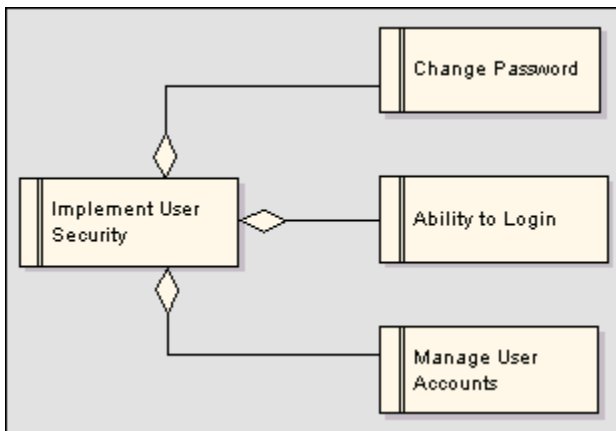 Change Password
Implement User
Security
Ability to Login
Manage User
Accounts